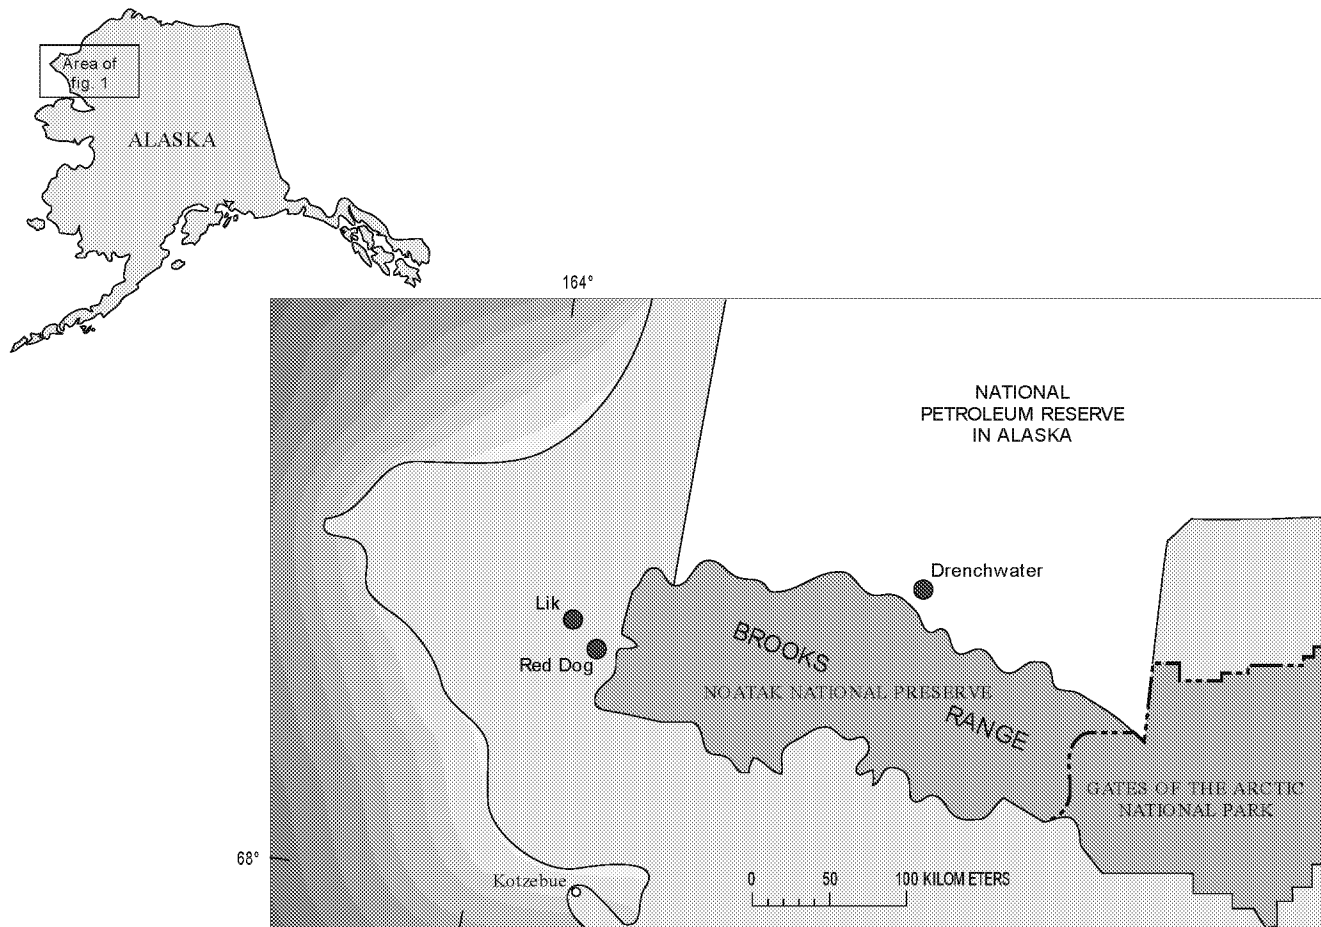 Area of
fig. 1
ALASKA
164°
NATIONAL
PETROLEUM RESERVE
IN ALASKA
Drenchwater
Lik
Red Dog
BROOKS
RANGE
NOATAK NATIONAL PRESERVE
GATES OF THE ARCTIC
NATIONAL PARK
68°
Kotzebue
0 50 100 KILOMETERS